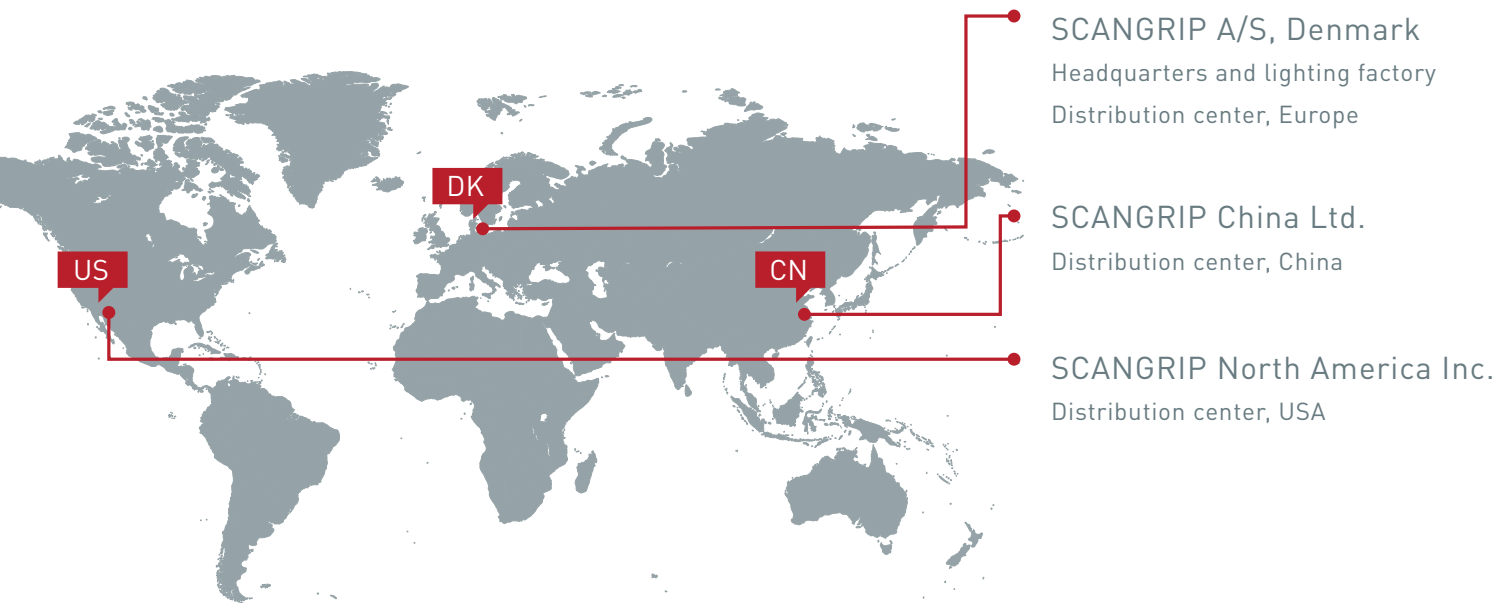 SCANGRIP A/S, Denmark
Headquarters and lighting factory
Distribution center, Europe
DK
SCANGRIP China Ltd.
Distribution center, China
US
CN
SCANGRIP North America Inc.
Distribution center, USA